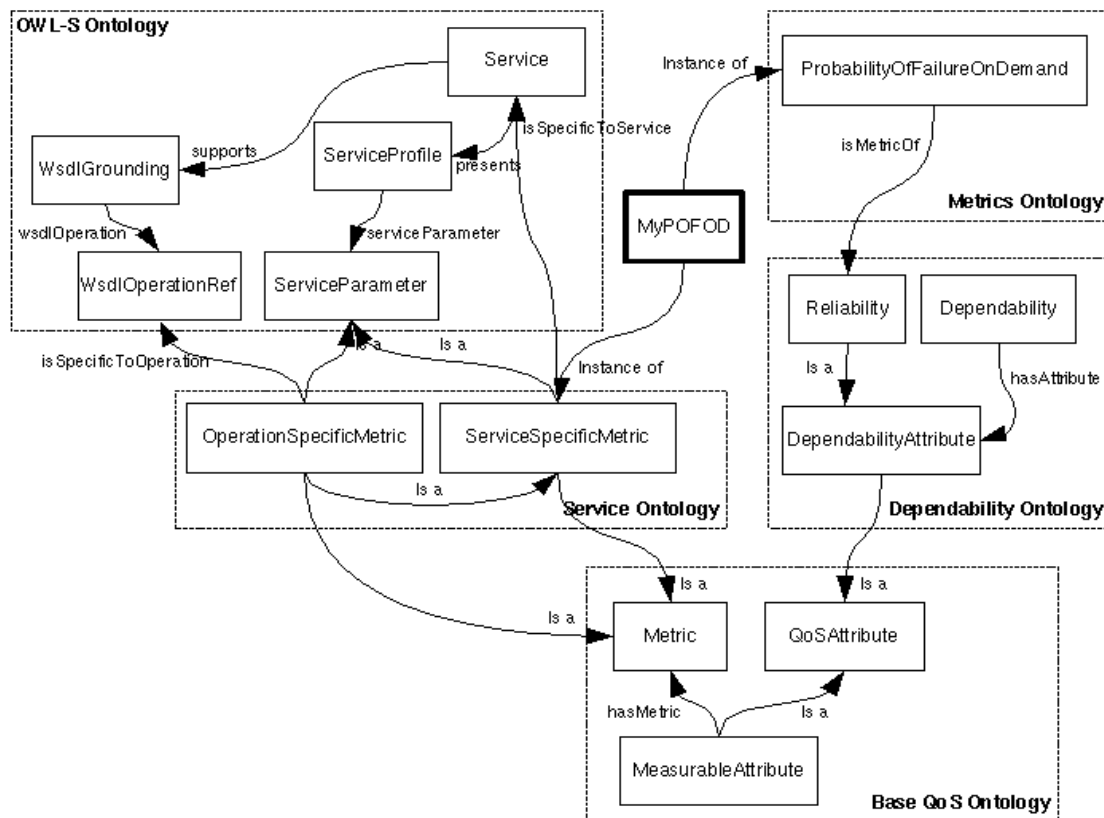 OWL-S Ontology
Service
Instance of
ProbabilityOfFailureOnDemand
isSpecificToService
supports
ServiceProfile
presents
isMetricOf
WsdlGrounding
Metrics Ontology
MyPOFOD
wsdlOperation
serviceParameter
WsdlOperationRef
ServiceParameter
Reliability
Dependability
isSpecificToOperation
Is a
Is a
Instance of
Is a
hasAttribute
OperationSpecificMetric
ServiceSpecificMetric
DependabilityAttribute
Is a
Service Ontology
Dependability Ontology
Is a
Is a
Is a
Metric
QoSAttribute
hasMetric
Is a
MeasurableAttribute
Base QoS Ontology